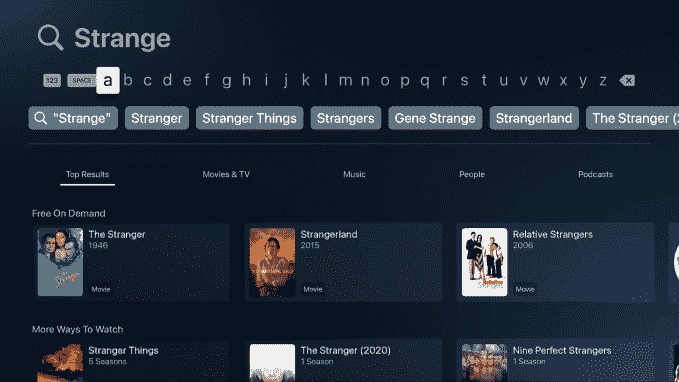 Strange
123 SPACE a b c d e f g h i j k l m n o p q r s t u v w x y z
"Strange" Stranger Stranger Things Strangers Gene Strange Strangerland The Stranger (2
Top Results Movies & TV Music People Podcasts
Free On Demand
The Stranger
1946
Movie
Strangerland
2015
Movie
Relative Strangers
2006
Movie
More Ways To Watch
Stranger Things
5 Seasons
The Stranger (2020)
1 Season
Nine Perfect Strangers
1 Season